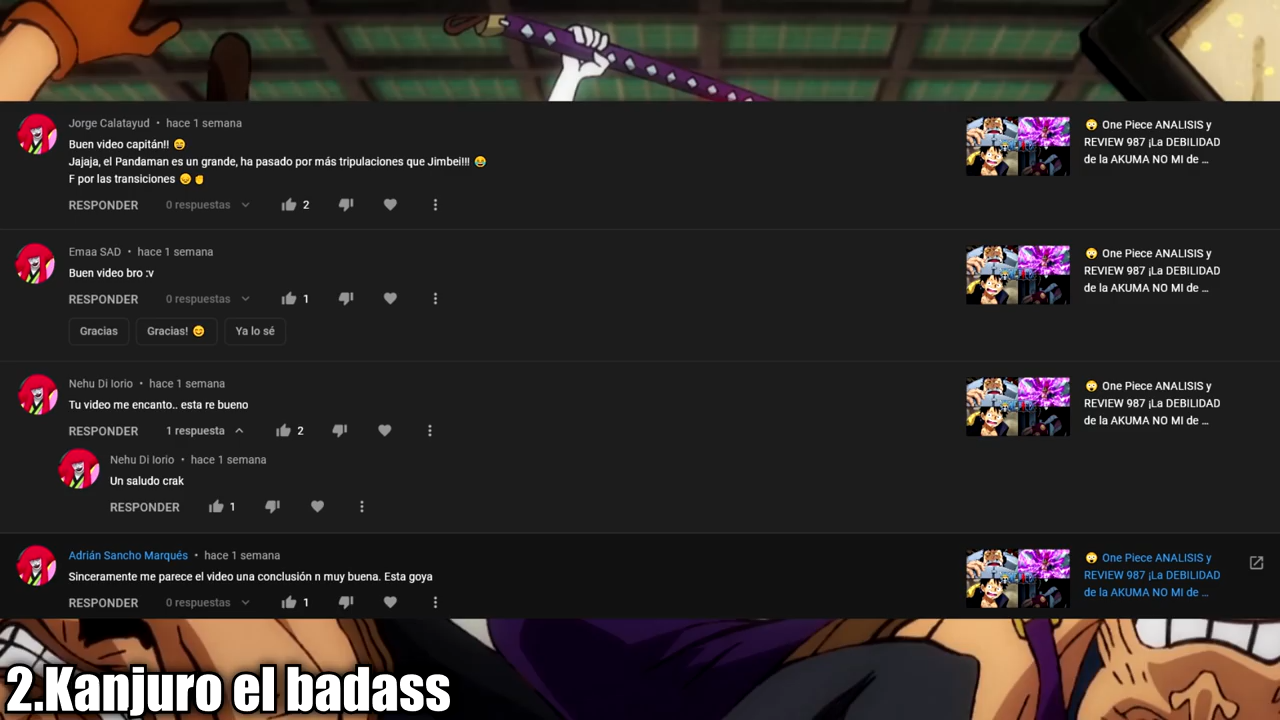 Jorge Calatayud • hace 1 semana
Buen video capitán!! 😄
Jajaja, el Pandaman es un grande, ha pasado por más tripulaciones que Jimbei!!! 😂
F por las transiciones 😞✊
RESPONDER 0 respuestas 2
😲 One Piece ANALISIS y
REVIEW 987 ¡La DEBILIDAD
de la AKUMA NO MI de ...
Emaa SAD • hace 1 semana
Buen video bro :v
RESPONDER 0 respuestas 1
Gracias Gracias! 😊 Ya lo sé
😲 One Piece ANALISIS y
REVIEW 987 ¡La DEBILIDAD
de la AKUMA NO MI de ...
Nehu Di Iorio • hace 1 semana
Tu video me encanto.. esta re bueno
RESPONDER 1 respuesta 2
😲 One Piece ANALISIS y
REVIEW 987 ¡La DEBILIDAD
de la AKUMA NO MI de ...
Nehu Di Iorio • hace 1 semana
Un saludo crak
RESPONDER 1
Adrián Sancho Marqués • hace 1 semana
Sinceramente me parece el video una conclusión n muy buena. Esta goya
RESPONDER 0 respuestas 1
😲 One Piece ANALISIS y
REVIEW 987 ¡La DEBILIDAD
de la AKUMA NO MI de ...
2.Kanjuro el badass